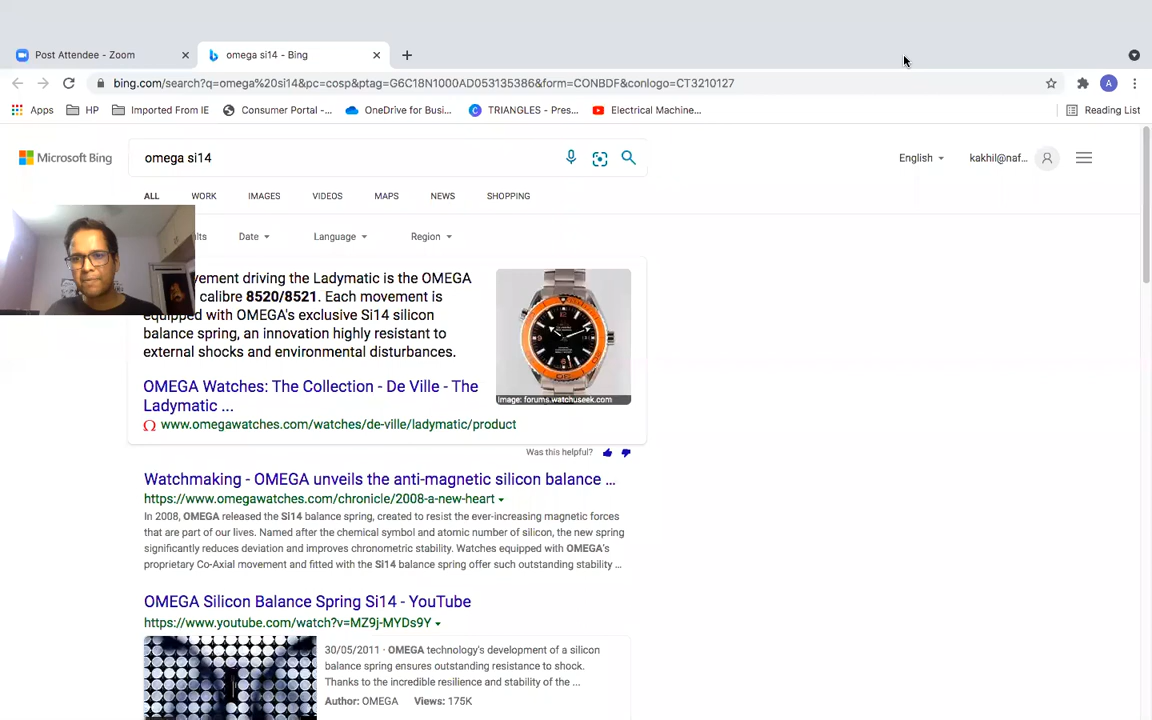 Post Attendee - Zoom
omega si14 - Bing
bing.com/search?q=omega%20si14&pc=cosp&ptag=G6C18N1000AD053135386&form=CONBDF&conlogo=CT3210127
A
Apps
HP
Imported From IE
Consumer Portal -...
OneDrive for Busi...
TRIANGLES - Pres...
Electrical Machine...
Reading List
Microsoft Bing
omega si14
English
kakhil@naf...
ALL
WORK
IMAGES
VIDEOS
MAPS
NEWS
SHOPPING
Date
Language
Region
driving the Ladymatic is the OMEGA
calibre 8520/8521. Each movement is
equipped with OMEGA's exclusive Si14 silicon
balance spring, an innovation highly resistant to
external shocks and environmental disturbances.
Image: forums.watchuseek.com
OMEGA Watches: The Collection - De Ville - The
Ladymatic ...
www.omegawatches.com/watches/de-ville/ladymatic/product
Was this helpful?
Watchmaking - OMEGA unveils the anti-magnetic silicon balance ...
https://www.omegawatches.com/chronicle/2008-a-new-heart
In 2008, OMEGA released the Si14 balance spring, created to resist the ever-increasing magnetic forces
that are part of our lives. Named after the chemical symbol and atomic number of silicon, the new spring
significantly reduces deviation and improves chronometric stability. Watches equipped with OMEGA's
proprietary Co-Axial movement and fitted with the Si14 balance spring offer such outstanding stability ...
OMEGA Silicon Balance Spring Si14 - YouTube
https://www.youtube.com/watch?v=MZ9j-MYDs9Y
30/05/2011 · OMEGA technology's development of a silicon
balance spring ensures outstanding resistance to shock.
Thanks to the incredible resilience and stability of the ...
Author: OMEGA Views: 175K